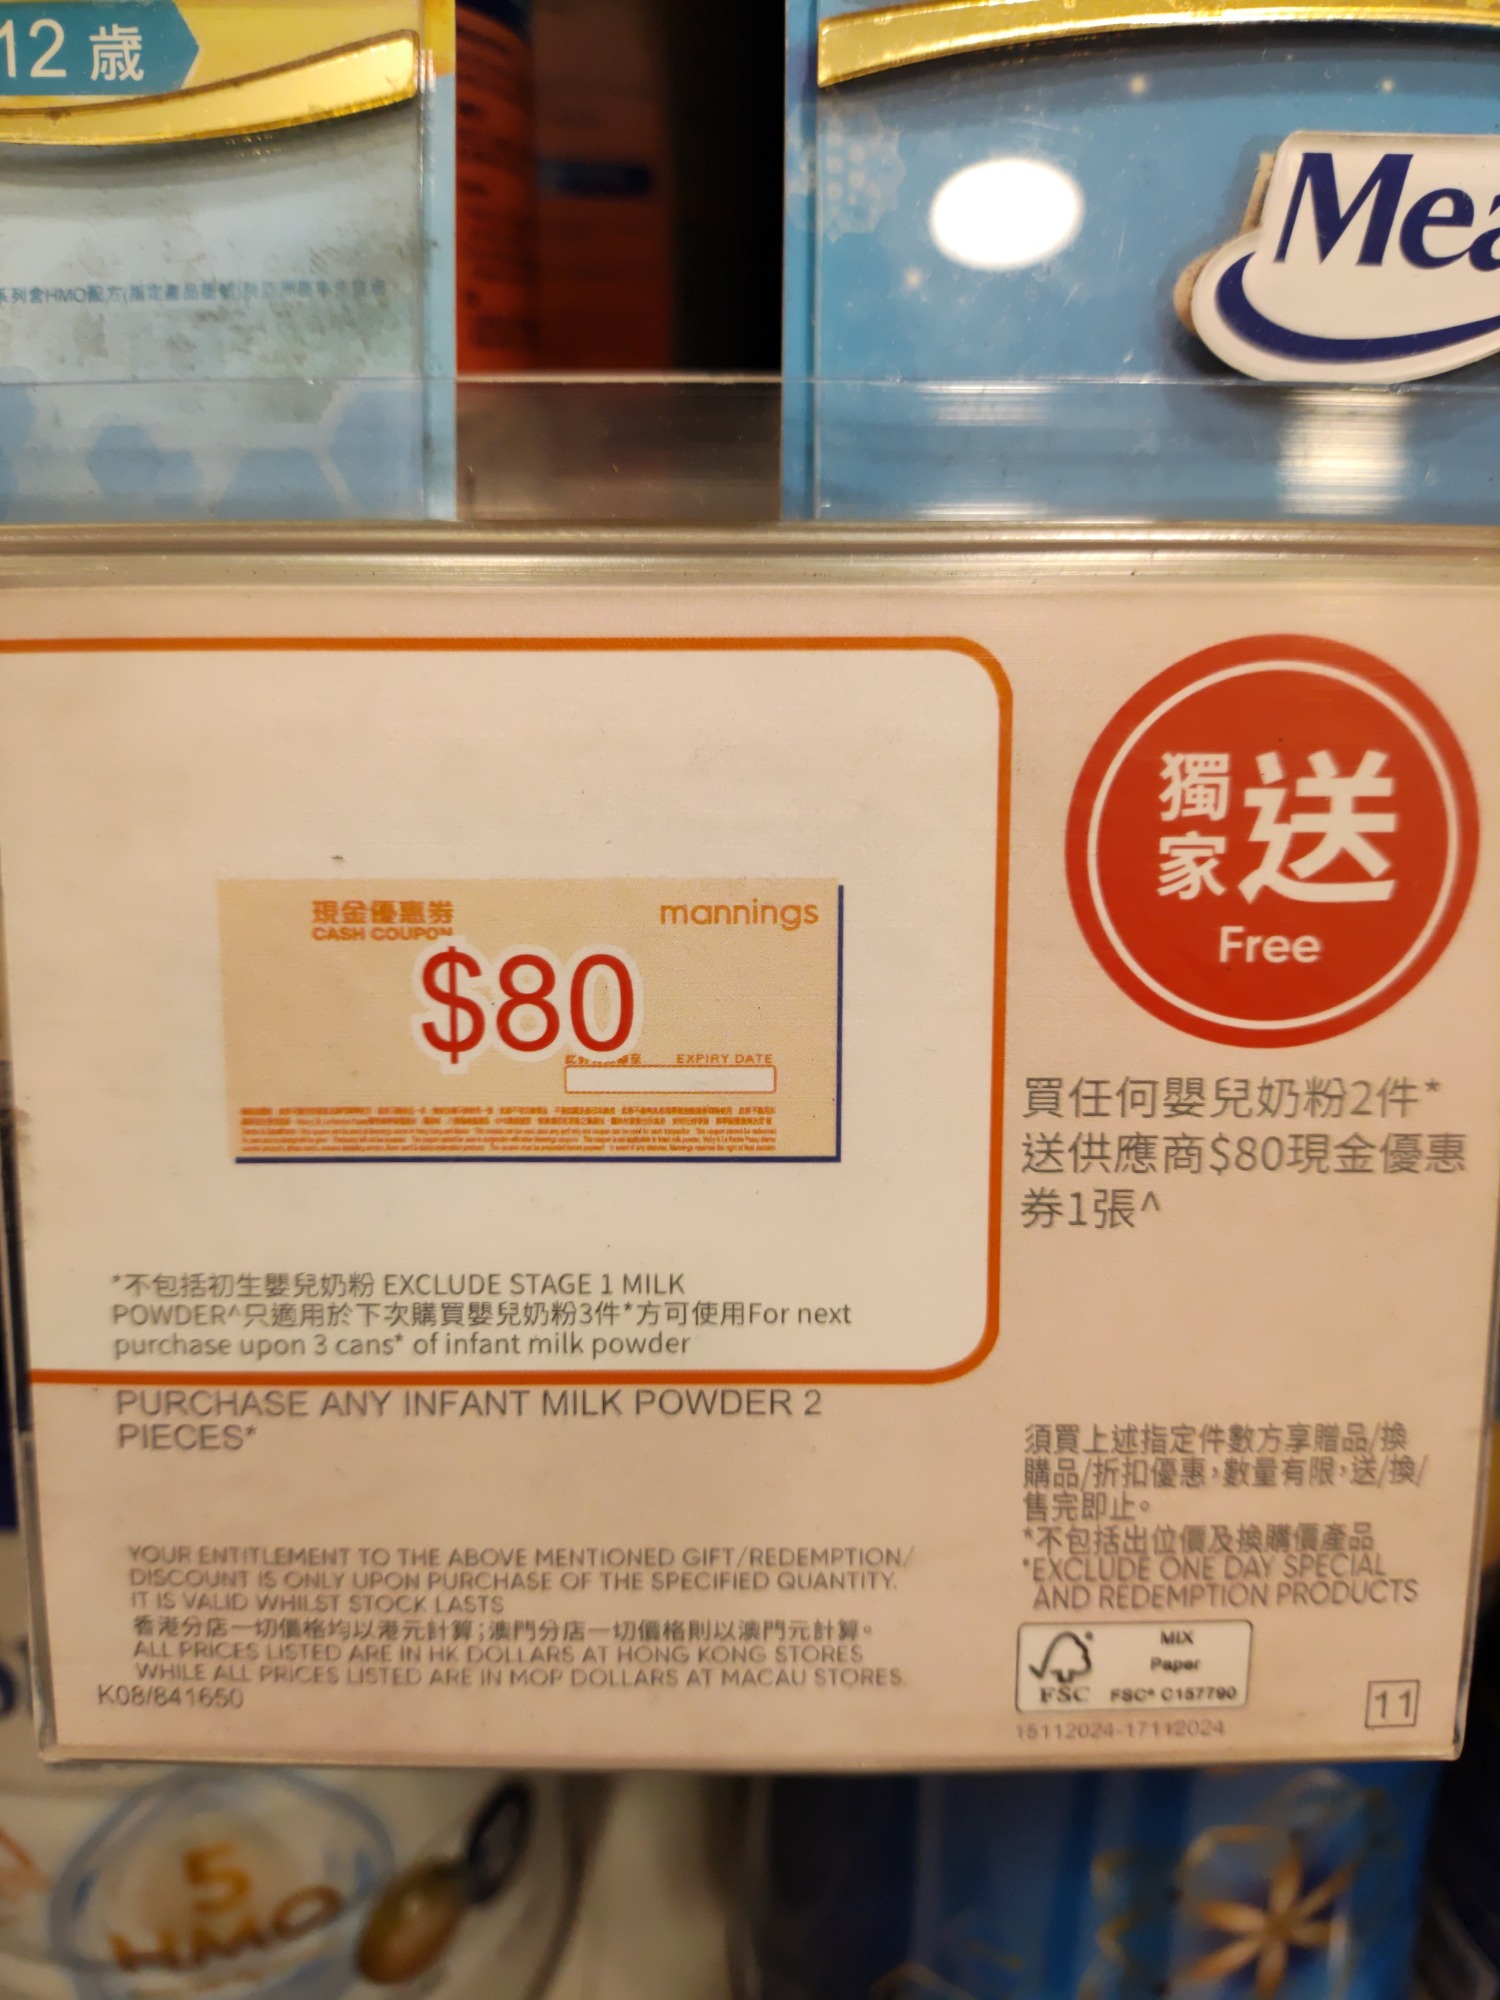 12 歲
Mea
系列含HMO配方
現金優惠券
CASH COUPON
mannings
$80
EXPIRY DATE
獨家送
Free
買任何嬰兒奶粉2件*
送供應商$80現金優惠
券1張^
*不包括初生嬰兒奶粉 EXCLUDE STAGE 1 MILK
POWDER^只適用於下次購買嬰兒奶粉3件*方可使用For next
purchase upon 3 cans* of infant milk powder
PURCHASE ANY INFANT MILK POWDER 2
PIECES*
須買上述指定件數方享贈品/換
購品/折扣優惠,數量有限,送/換/
售完即止。
*不包括出位價及換購價產品
*EXCLUDE ONE DAY SPECIAL
AND REDEMPTION PRODUCTS
YOUR ENTITLEMENT TO THE ABOVE MENTIONED GIFT/REDEMPTION/
DISCOUNT IS ONLY UPON PURCHASE OF THE SPECIFIED QUANTITY.
IT IS VALID WHILST STOCK LASTS
香港分店一切價格均以港元計算;澳門分店一切價格則以澳門元計算。
ALL PRICES LISTED ARE IN HK DOLLARS AT HONG KONG STORES
WHILE ALL PRICES LISTED ARE IN MOP DOLLARS AT MACAU STORES.
K08/841650
MIX
Paper
FSC FSC® C157790
11
15112024-17112024
5
HMO